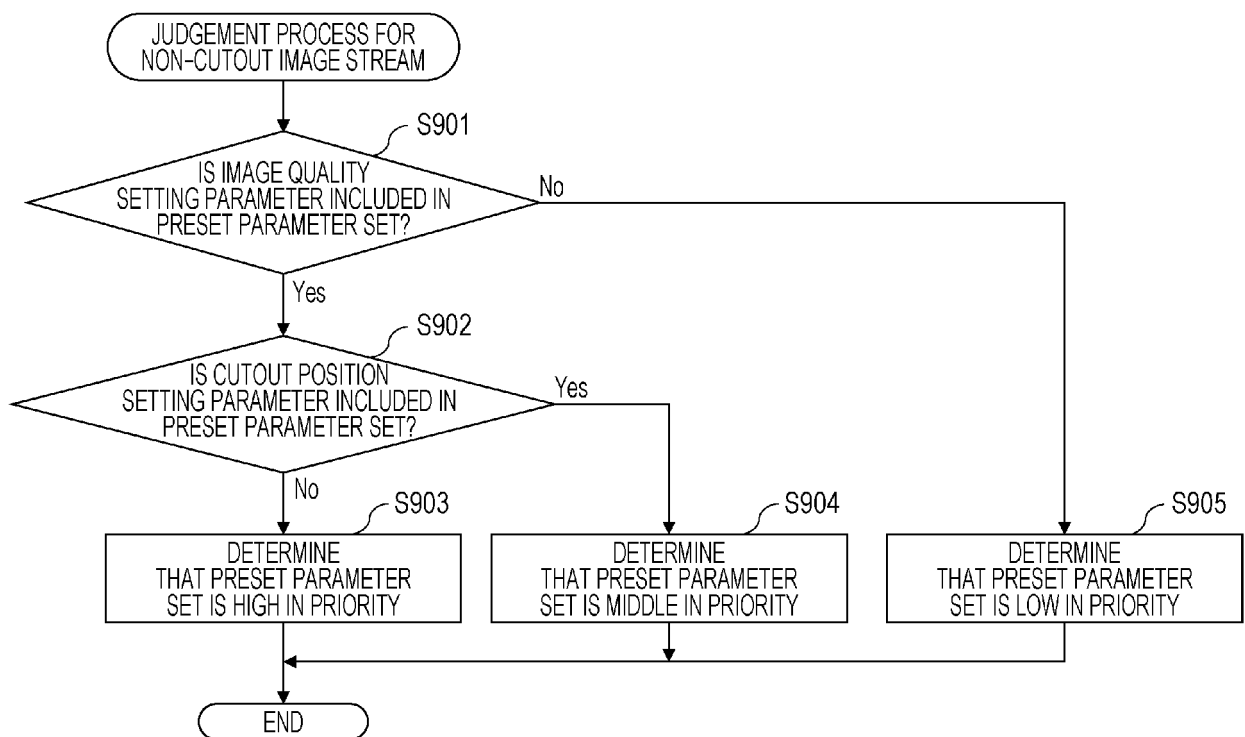 JUDGEMENT PROCESS FOR
NON-CUTOUT IMAGE STREAM
S901
IS IMAGE QUALITY
SETTING PARAMETER INCLUDED IN
PRESET PARAMETER SET?
No
Yes
S902
IS CUTOUT POSITION
SETTING PARAMETER INCLUDED IN
PRESET PARAMETER SET?
Yes
No
S903
DETERMINE
THAT PRESET PARAMETER
SET IS HIGH IN PRIORITY
S904
DETERMINE
THAT PRESET PARAMETER
SET IS MIDDLE IN PRIORITY
S905
DETERMINE
THAT PRESET PARAMETER
SET IS LOW IN PRIORITY
END